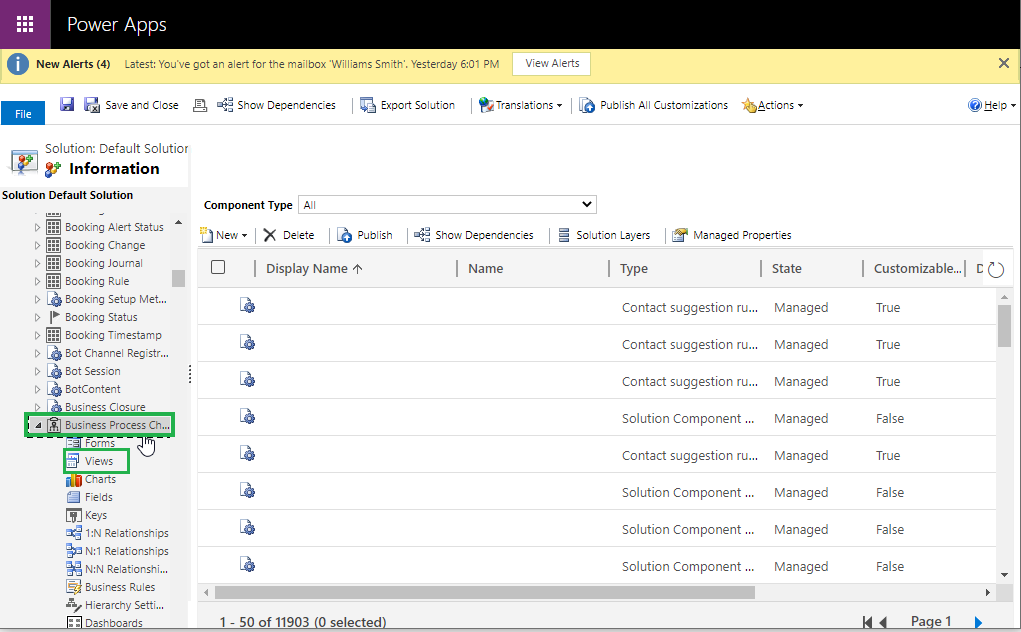 Power Apps
New Alerts (4) Latest: You've got an alert for the mailbox 'Williams Smith'. Yesterday 6:01 PM View Alerts
File Save and Close Show Dependencies Export Solution Translations Publish All Customizations Actions Help
Solution: Default Solution
Information
Solution Default Solution
Component Type All
New Delete Publish Show Dependencies Solution Layers Managed Properties
Display Name Name Type State Customizable... D
Contact suggestion ru... Managed True
Contact suggestion ru... Managed True
Contact suggestion ru... Managed True
Solution Component ... Managed False
Contact suggestion ru... Managed True
Solution Component ... Managed False
Solution Component ... Managed False
Solution Component ... Managed False
1 - 50 of 11903 (0 selected) Page 1
Booking Alert Status
Booking Change
Booking Journal
Booking Rule
Booking Setup Met...
Booking Status
Booking Timestamp
Bot Channel Registr...
Bot Session
BotContent
Business Closure
Business Process Ch...
Forms
Views
Charts
Fields
Keys
1:N Relationships
N:1 Relationships
N:N Relationshi...
Business Rules
Hierarchy Setti...
Dashboards